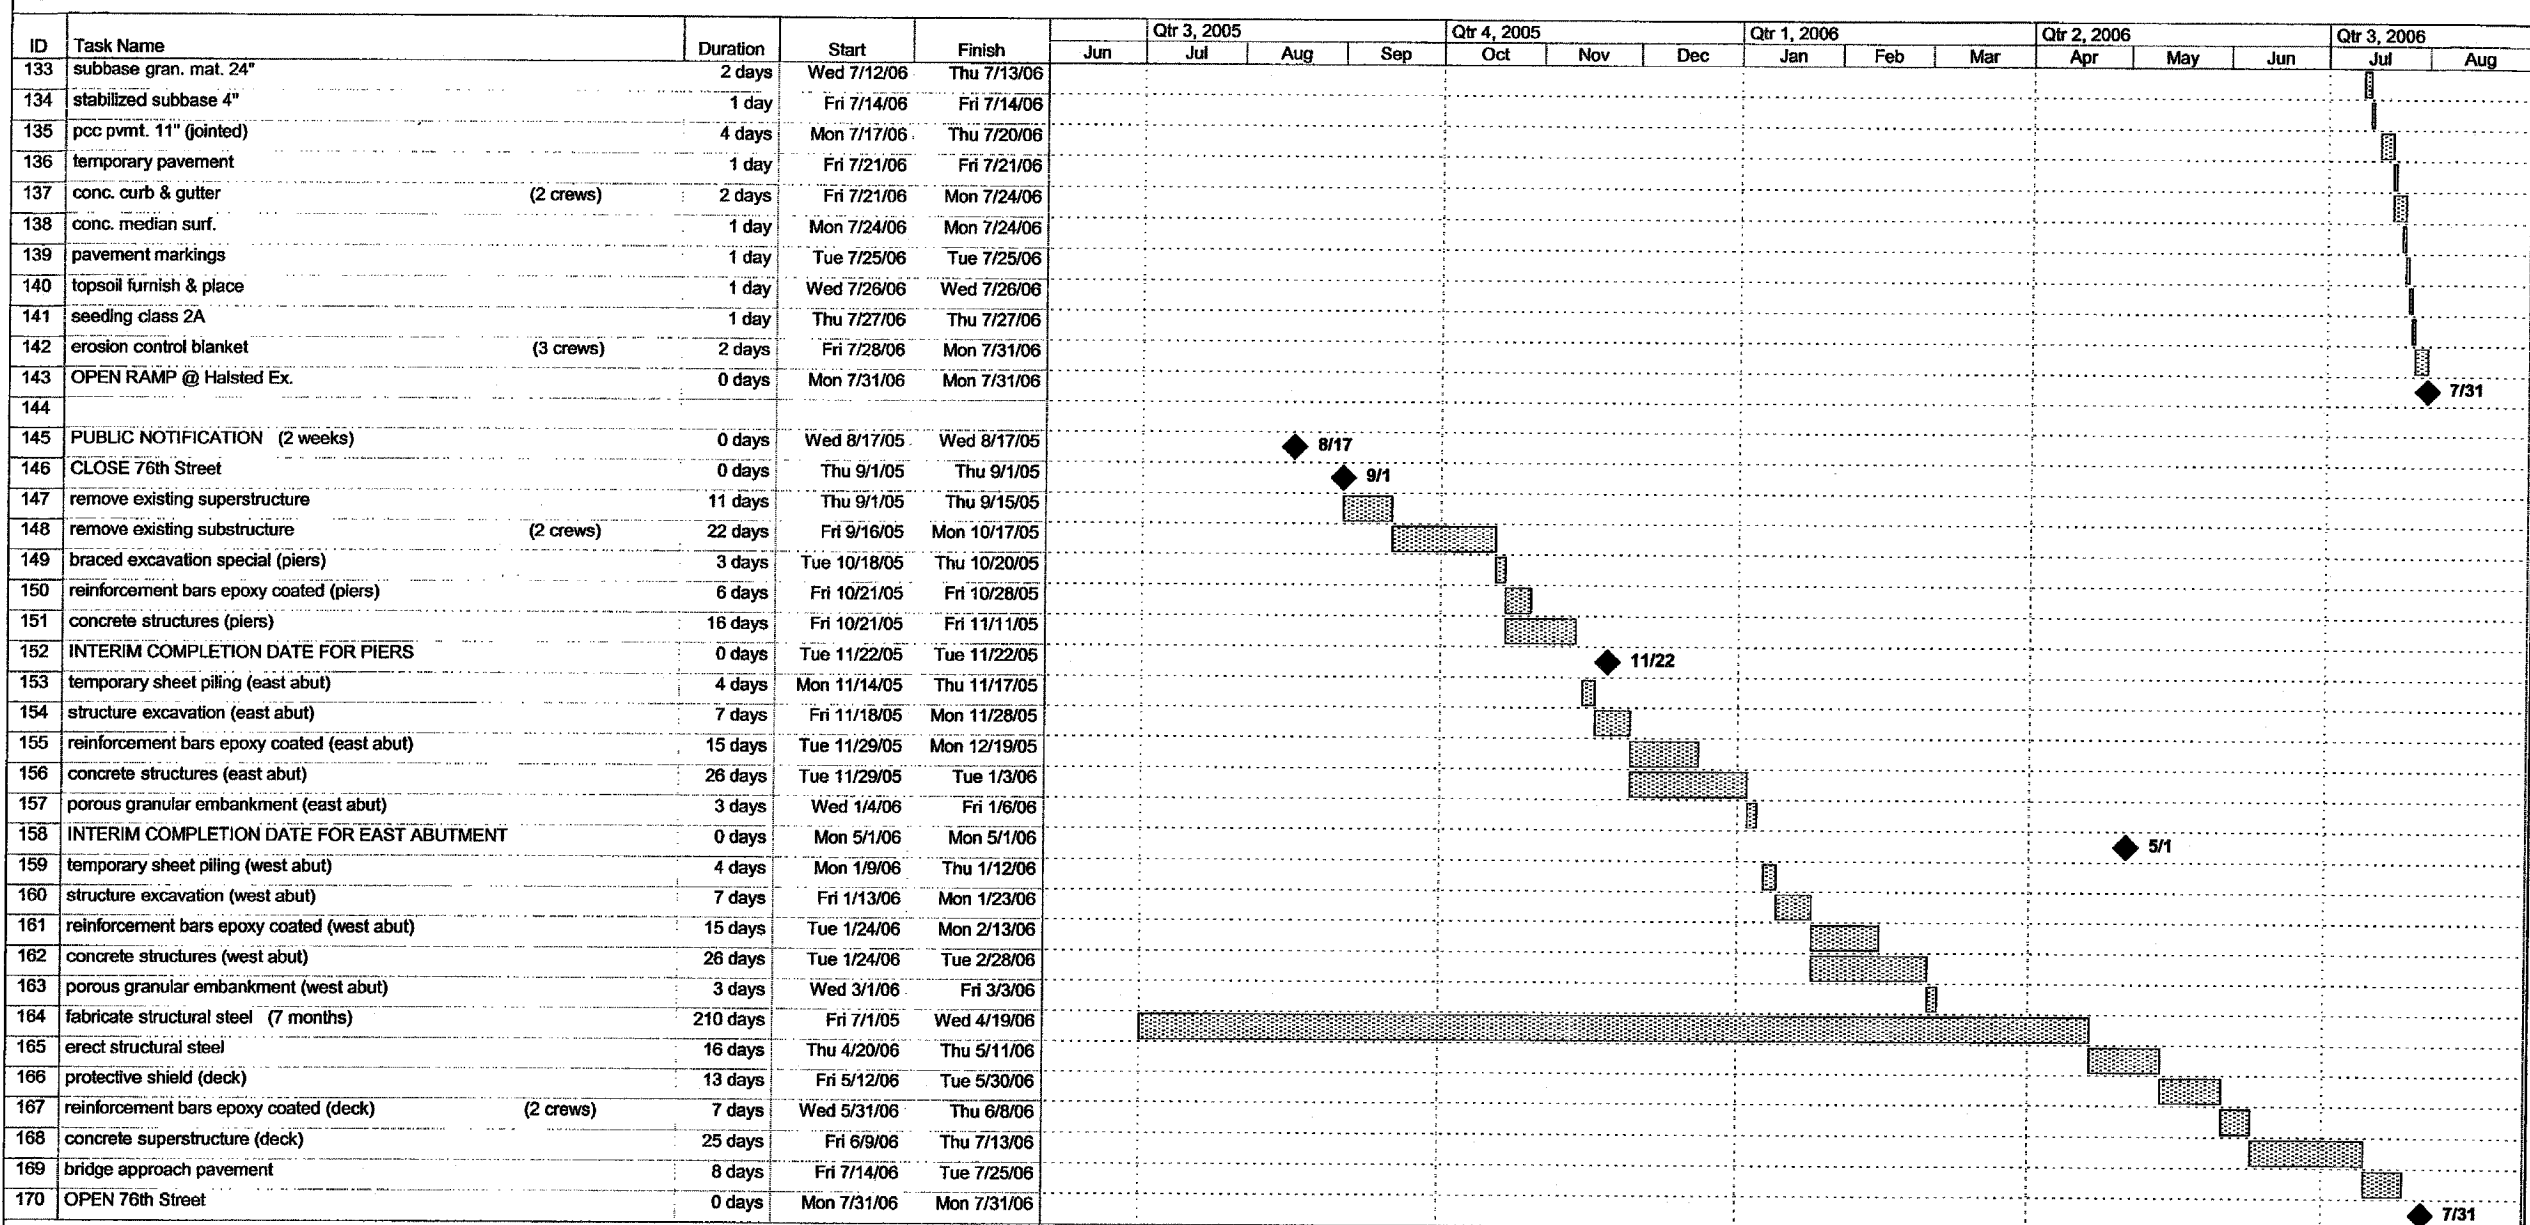 Qtr 3, 2005 Qtr 4, 2005 Qtr 1, 2006 Qtr 2, 2006 Qtr 3, 2006
ID Task Name Duration Start Finish Jun Jul Aug Sep Oct Nov Dec Jan Feb Mar Apr May Jun Jul Aug
133 subbase gran. mat. 24" 2 days Wed 7/12/06 Thu 7/13/06
134 stabilized subbase 4" 1 day Fri 7/14/06 Fri 7/14/06
135 pcc pvmt. 11" (jointed) 4 days Mon 7/17/06 Thu 7/20/06
136 temporary pavement 1 day Fri 7/21/06 Fri 7/21/06
137 conc. curb & gutter (2 crews) 2 days Fri 7/21/06 Mon 7/24/06
138 conc. median surf. 1 day Mon 7/24/06 Mon 7/24/06
139 pavement markings 1 day Tue 7/25/06 Tue 7/25/06
140 topsoil furnish & place 1 day Wed 7/26/06 Wed 7/26/06
141 seeding class 2A 1 day Thu 7/27/06 Thu 7/27/06
142 erosion control blanket (3 crews) 2 days Fri 7/28/06 Mon 7/31/06
143 OPEN RAMP @ Halsted Ex. 0 days Mon 7/31/06 Mon 7/31/06 7/31
144
145 PUBLIC NOTIFICATION (2 weeks) 0 days Wed 8/17/05 Wed 8/17/05 8/17
146 CLOSE 76th Street 0 days Thu 9/1/05 Thu 9/1/05 9/1
147 remove existing superstructure 11 days Thu 9/1/05 Thu 9/15/05
148 remove existing substructure (2 crews) 22 days Fri 9/16/05 Mon 10/17/05
149 braced excavation special (piers) 3 days Tue 10/18/05 Thu 10/20/05
150 reinforcement bars epoxy coated (piers) 6 days Fri 10/21/05 Fri 10/28/05
151 concrete structures (piers) 16 days Fri 10/21/05 Fri 11/11/05
152 INTERIM COMPLETION DATE FOR PIERS 0 days Tue 11/22/05 Tue 11/22/05 11/22
153 temporary sheet piling (east abut) 4 days Mon 11/14/05 Thu 11/17/05
154 structure excavation (east abut) 7 days Fri 11/18/05 Mon 11/28/05
155 reinforcement bars epoxy coated (east abut) 15 days Tue 11/29/05 Mon 12/19/05
156 concrete structures (east abut) 26 days Tue 11/29/05 Tue 1/3/06
157 porous granular embankment (east abut) 3 days Wed 1/4/06 Fri 1/6/06
158 INTERIM COMPLETION DATE FOR EAST ABUTMENT 0 days Mon 5/1/06 Mon 5/1/06 5/1
159 temporary sheet piling (west abut) 4 days Mon 1/9/06 Thu 1/12/06
160 structure excavation (west abut) 7 days Fri 1/13/06 Mon 1/23/06
161 reinforcement bars epoxy coated (west abut) 15 days Tue 1/24/06 Mon 2/13/06
162 concrete structures (west abut) 26 days Tue 1/24/06 Tue 2/28/06
163 porous granular embankment (west abut) 3 days Wed 3/1/06 Fri 3/3/06
164 fabricate structural steel (7 months) 210 days Fri 7/1/05 Wed 4/19/06
165 erect structural steel 16 days Thu 4/20/06 Thu 5/11/06
166 protective shield (deck) 13 days Fri 5/12/06 Tue 5/30/06
167 reinforcement bars epoxy coated (deck) (2 crews) 7 days Wed 5/31/06 Thu 6/8/06
168 concrete superstructure (deck) 25 days Fri 6/9/06 Thu 7/13/06
169 bridge approach pavement 8 days Fri 7/14/06 Tue 7/25/06
170 OPEN 76th Street 0 days Mon 7/31/06 Mon 7/31/06 7/31